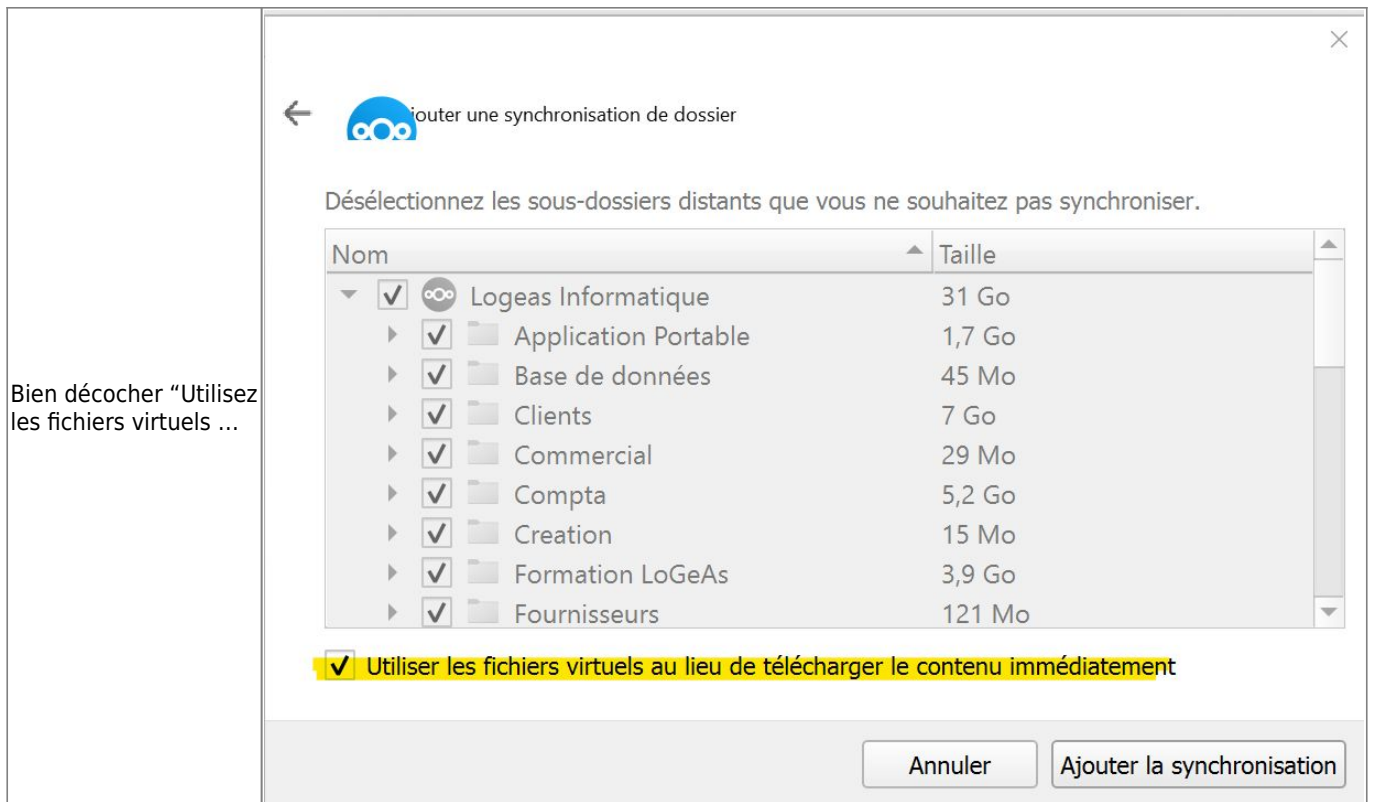 Bien décocher “Utilisez
les fichiers virtuels ...
jouter une synchronisation de dossier
Désélectionnez les sous-dossiers distants que vous ne souhaitez pas synchroniser.
Nom Taille
Logeas Informatique 31 Go
Application Portable 1,7 Go
Base de données 45 Mo
Clients 7 Go
Commercial 29 Mo
Compta 5,2 Go
Creation 15 Mo
Formation LoGeAs 3,9 Go
Fournisseurs 121 Mo
Utiliser les fichiers virtuels au lieu de télécharger le contenu immédiatement
Annuler Ajouter la synchronisation